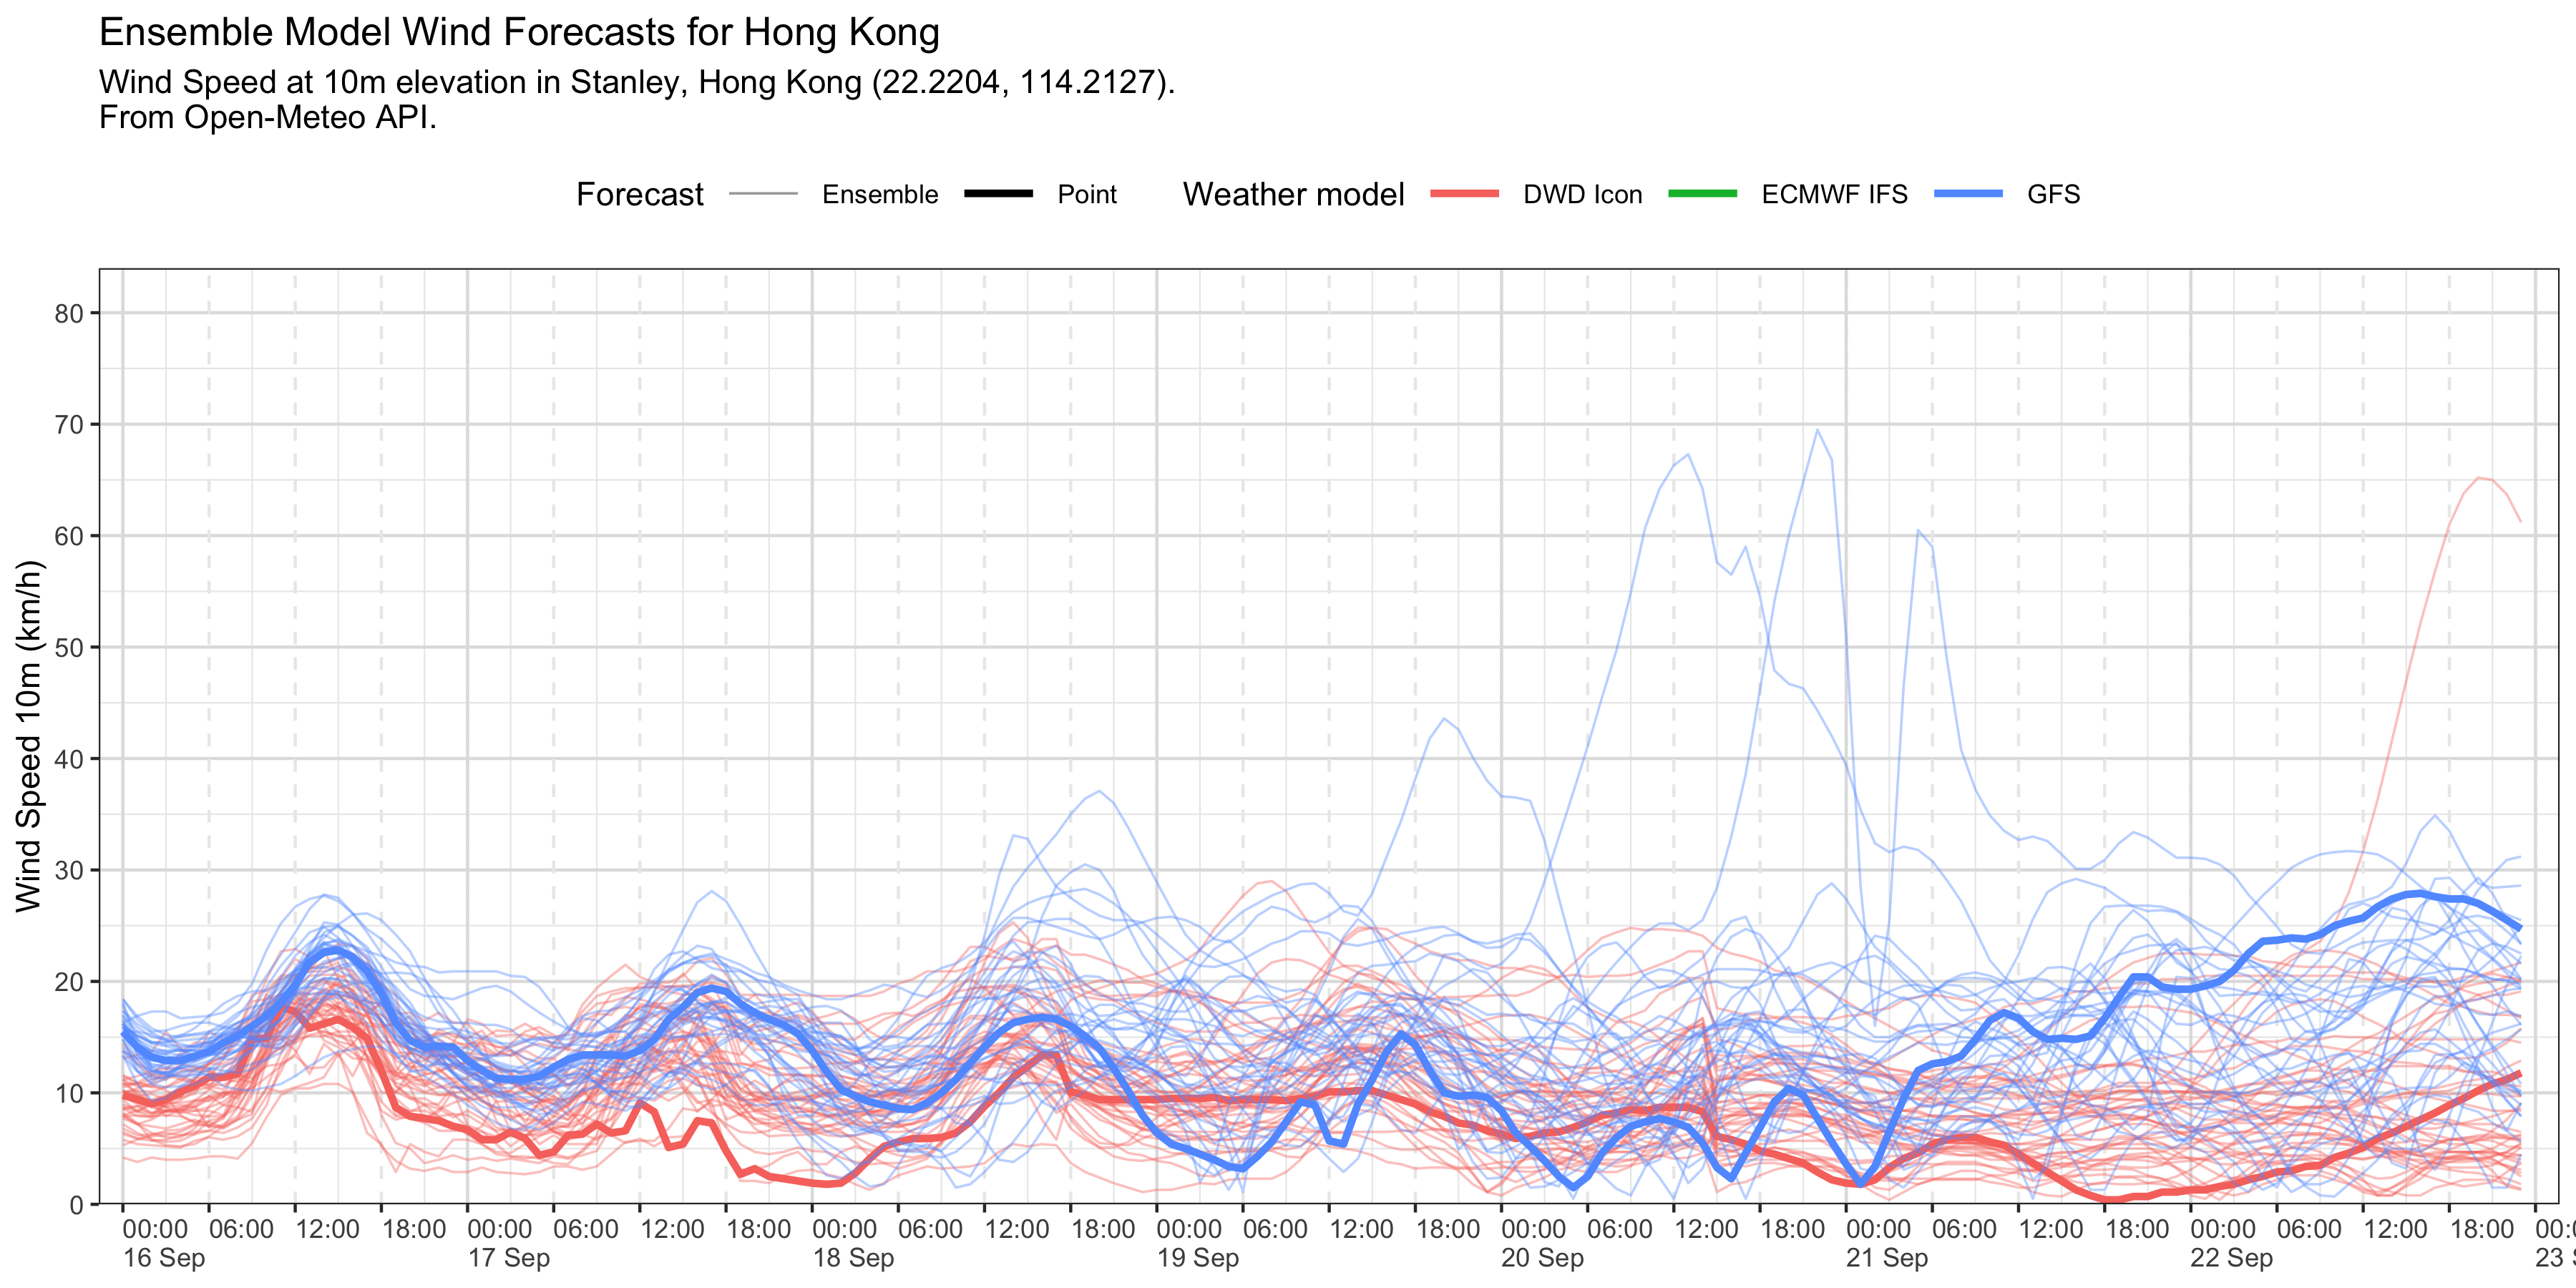 Ensemble Model Wind Forecasts for Hong Kong
Wind Speed at 10m elevation in Stanley, Hong Kong (22.2204, 114.2127).
From Open-Meteo API.
Forecast Ensemble Point Weather model DWD Icon ECMWF IFS GFS
Wind Speed 10m (km/h)
80
70
60
50
40
30
20
10
0
00:00 06:00 12:00 18:00 00:00 06:00 12:00 18:00 00:00 06:00 12:00 18:00 00:00 06:00 12:00 18:00 00:00 06:00 12:00 18:00 00:00 06:00 12:00 18:00 00:00 06:00 12:00 18:00
16 Sep 17 Sep 18 Sep 19 Sep 20 Sep 21 Sep 22 Sep 23